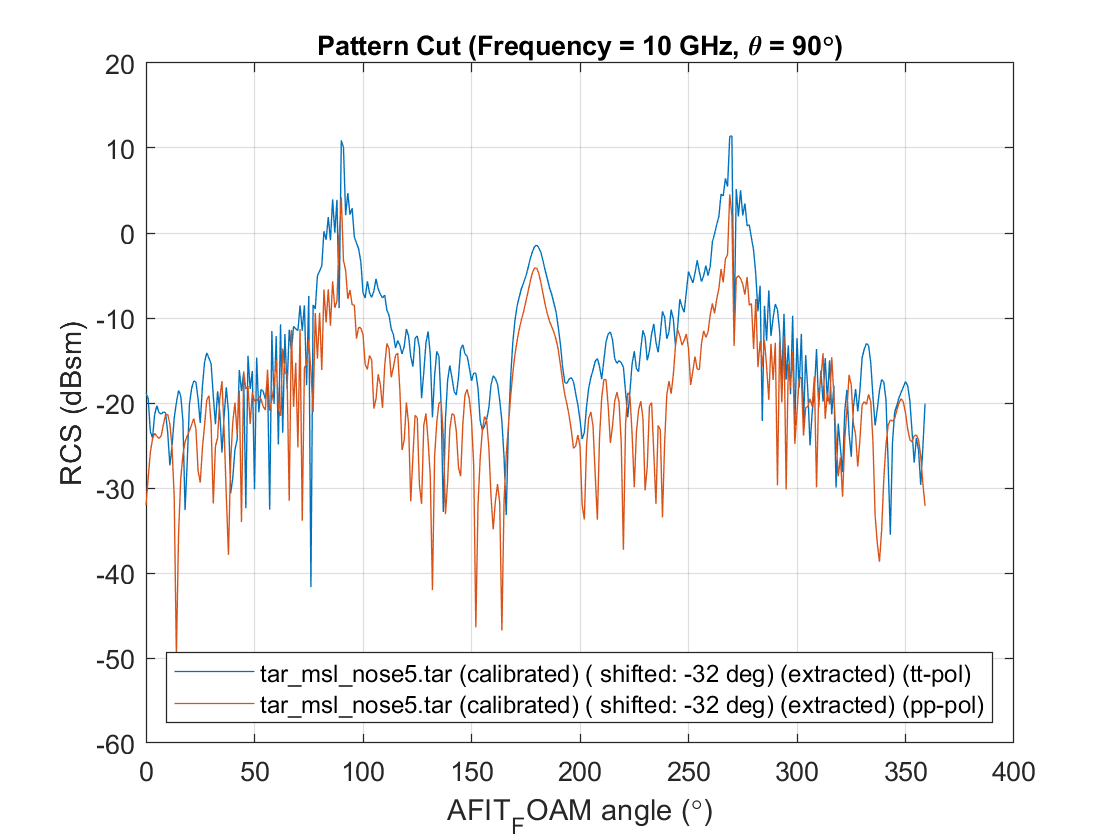 Pattern Cut (Frequency = 10 GHz, θ = 90°)
20
10
0
-10
-20
-30
-40
-50
-60
RCS (dBsm)
tar_msl_nose5.tar (calibrated) ( shifted: -32 deg) (extracted) (tt-pol)
tar_msl_nose5.tar (calibrated) ( shifted: -32 deg) (extracted) (pp-pol)
0 50 100 150 200 250 300 350 400
AFIT_FOAM angle (°)